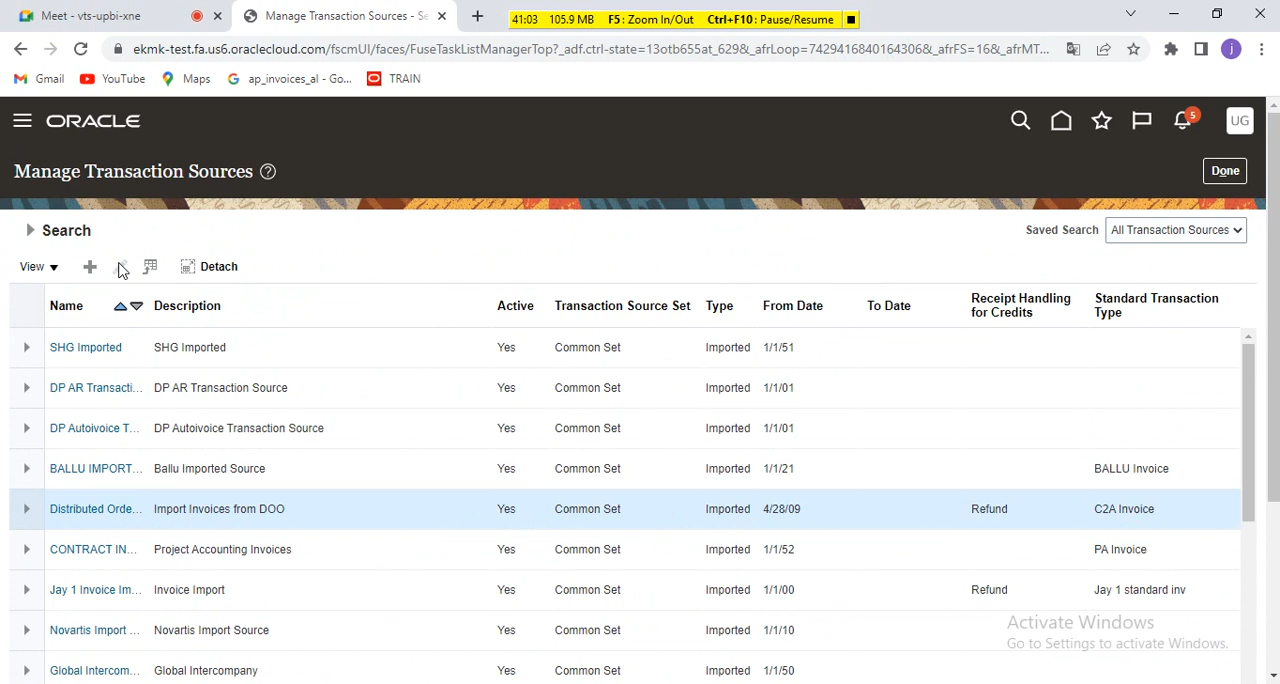 Meet - vts-upbi-xne
Manage Transaction Sources - Se
41:03 105.9 MB F5: Zoom In/Out Ctrl+F10: Pause/Resume
ekmk-test.fa.us6.oraclecloud.com/fscmUI/faces/FuseTaskListManagerTop?_adf.ctrl-state=13otb655at_629&_afrLoop=74294168401643068&_afrFS=16&_afrMT...
j
Gmail YouTube Maps ap_invoices_al - Go... TRAIN
ORACLE
5
UG
Manage Transaction Sources
Done
Search
Saved Search All Transaction Sources
View Detach
Name Description Active Transaction Source Set Type From Date To Date Receipt Handling for Credits Standard Transaction Type
SHG Imported SHG Imported Yes Common Set Imported 1/1/51
DP AR Transacti... DP AR Transaction Source Yes Common Set Imported 1/1/01
DP Autoivoice T... DP Autoivoice Transaction Source Yes Common Set Imported 1/1/01
BALLU IMPORT... Ballu Imported Source Yes Common Set Imported 1/1/21 BALLU Invoice
Distributed Orde... Import Invoices from DOO Yes Common Set Imported 4/28/09 Refund C2A Invoice
CONTRACT IN... Project Accounting Invoices Yes Common Set Imported 1/1/52 PA Invoice
Jay 1 Invoice Im... Invoice Import Yes Common Set Imported 1/1/00 Refund Jay 1 standard inv
Novartis Import ... Novartis Import Source Yes Common Set Imported 1/1/10
Global Intercom... Global Intercompany Yes Common Set Imported 1/1/50
Activate Windows
Go to Settings to activate Windows.